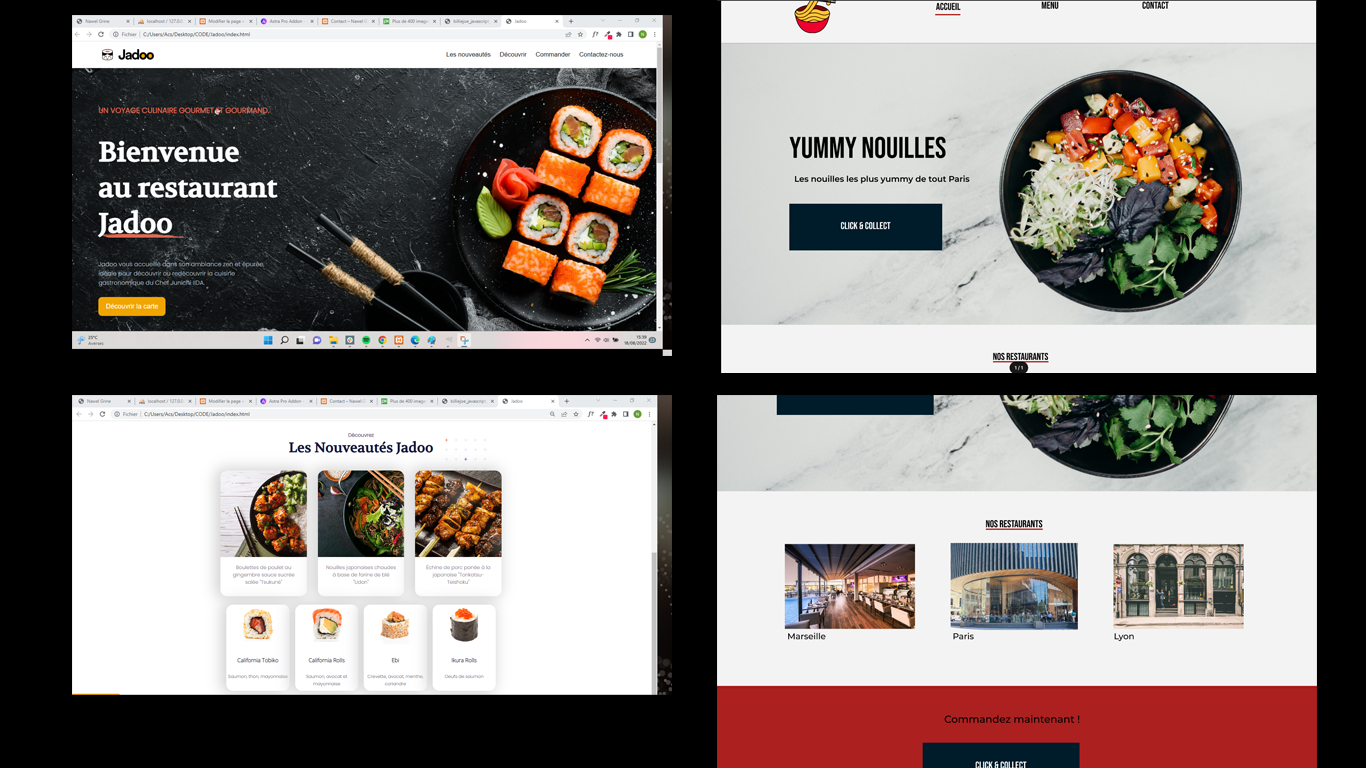 Nawel Grine
localhost / 127.0.0
Modifier la page ‹
Astra Pro Addon -
Contact – Nawel G
Plus de 400 image
billiejive_javascript
Jadoo
Fichier
C:/Users/Acs/Desktop/CODE/Jadoo/index.html
Jadoo
Les nouveautés
Découvrir
Commander
Contactez-nous
UN VOYAGE CULINAIRE GOURMET ET GOURMAND.
Bienvenue
au restaurant
Jadoo
Jadoo vous accueille dans son ambiance zen et épurée,
idéale pour découvrir ou redécouvrir la cuisine
gastronomique du Chef Junichi IIDA.
Découvrir la carte
25°C
Averses
15:59
18/08/2022
ACCUEIL
MENU
CONTACT
YUMMY NOUILLES
Les nouilles les plus yummy de tout Paris
CLICK & COLLECT
NOS RESTAURANTS
1 / 1
Nawel Grine
localhost / 127.0.0
Modifier la page ‹
Astra Pro Addon -
Contact – Nawel G
Plus de 400 image
billiejive_javascript
Jadoo
Fichier
C:/Users/Acs/Desktop/CODE/Jadoo/index.html
Découvrez
Les Nouveautés Jadoo
Boulettes de poulet au
gingembre sauce sucrée
salée "Tsukuné"
Nouilles japonaises chaudes
à base de farine de blé
"Udon"
Echine de porc panée à la
japonaise "Tonkatsu-
Teishoku"
California Tobiko
Saumon, thon, mayonnaise
California Rolls
Saumon, avocat et
mayonnaise
Ebi
Crevette, avocat, menthe,
coriandre
Ikura Rolls
Oeufs de saumon
NOS RESTAURANTS
Marseille
Paris
Lyon
Commandez maintenant !
CLICK & COLLECT